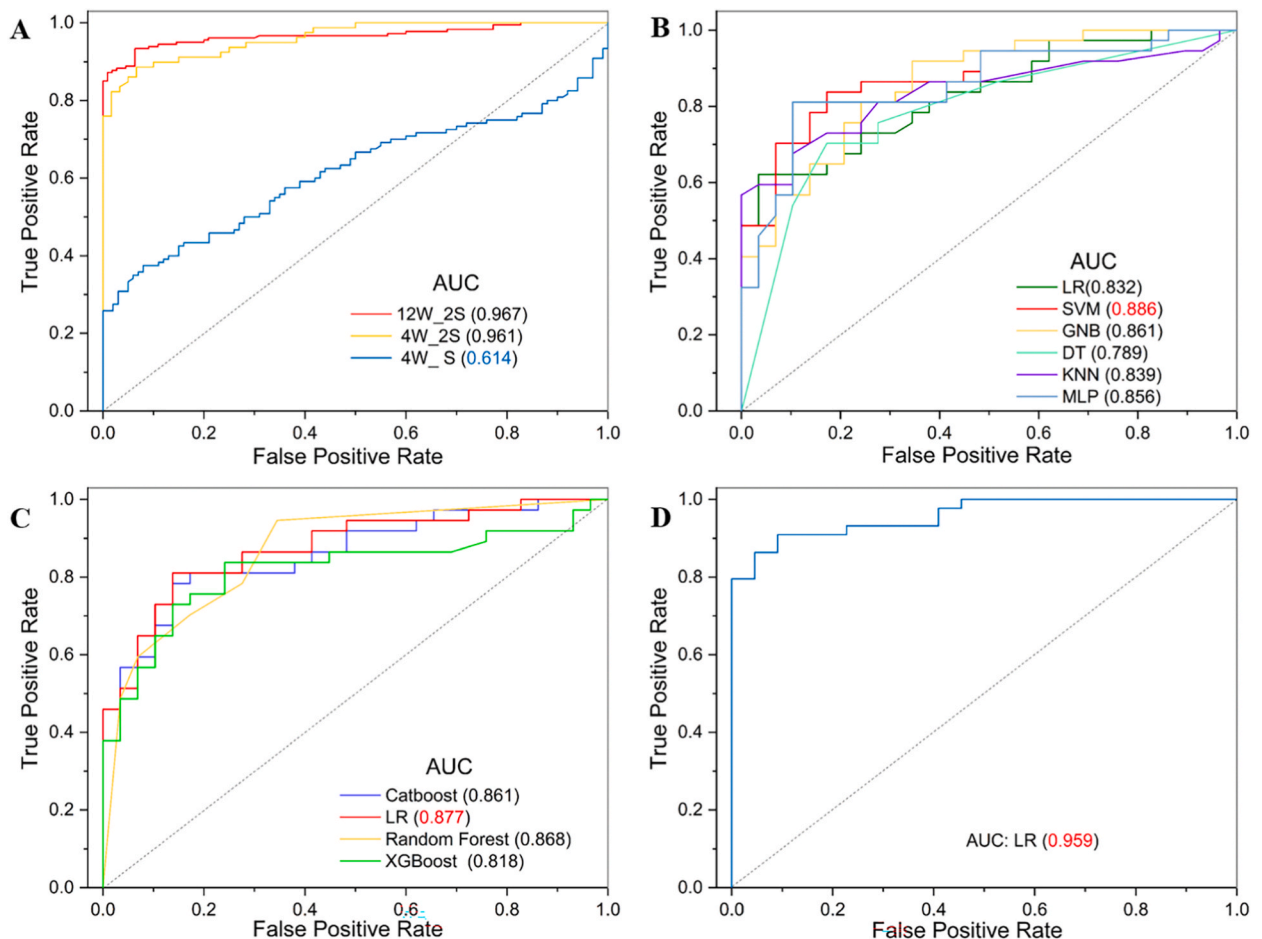 A
True Positive Rate
1.0
0.8
0.6
0.4
0.2
0.0
AUC
12W_2S (0.967)
4W_2S (0.961)
4W_ S (0.614)
0.0 0.2 0.4 0.6 0.8 1.0
False Positive Rate
B
True Positive Rate
1.0
0.8
0.6
0.4
0.2
0.0
AUC
LR(0.832)
SVM (0.886)
GNB (0.861)
DT (0.789)
KNN (0.839)
MLP (0.856)
0.0 0.2 0.4 0.6 0.8 1.0
False Positive Rate
C
True Positive Rate
1.0
0.8
0.6
0.4
0.2
0.0
AUC
Catboost (0.861)
LR (0.877)
Random Forest (0.868)
XGBoost (0.818)
0.0 0.2 0.4 0.6 0.8 1.0
False Positive Rate
D
True Positive Rate
1.0
0.8
0.6
0.4
0.2
0.0
AUC: LR (0.959)
0.0 0.2 0.4 0.6 0.8 1.0
False Positive Rate